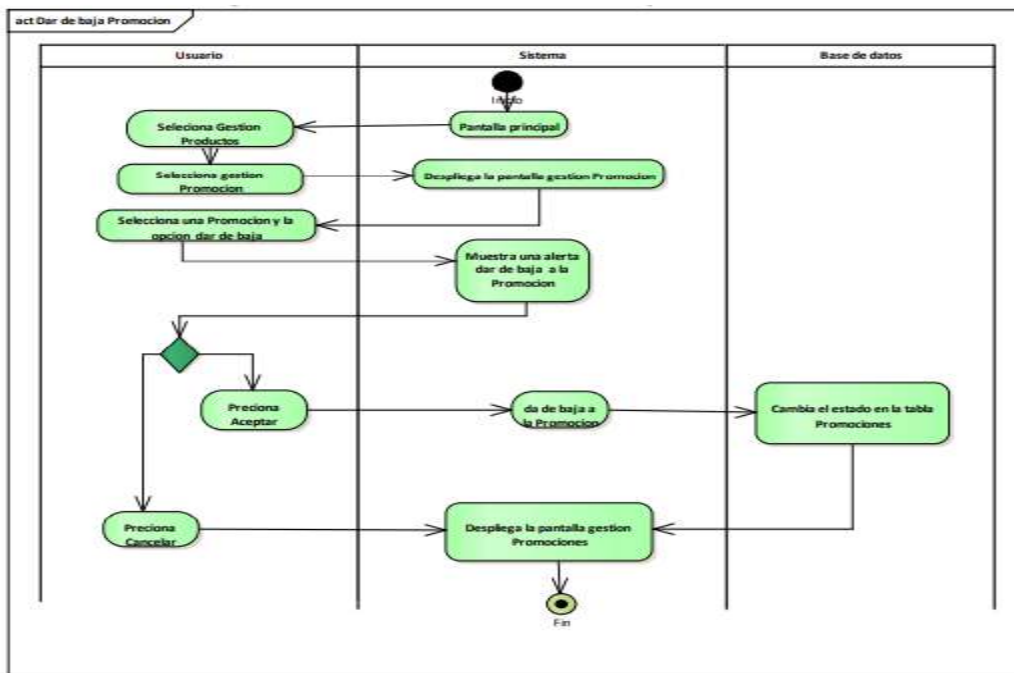 act Dar de baja Promocion
Usuario
Sistema
Base de datos
Inicio
Pantalla principal
Seleciona Gestion
Productos
Selecciona gestion
Promocion
Despliega la pantalla gestion Promocion
Selecciona una Promocion y la
opcion dar de baja
Muestra una alerta
dar de baja a la
Promocion
Preciona
Aceptar
da de baja a
la Promocion
Cambia el estado en la tabla
Promociones
Preciona
Cancelar
Despliega la pantalla gestion
Promociones
Fin